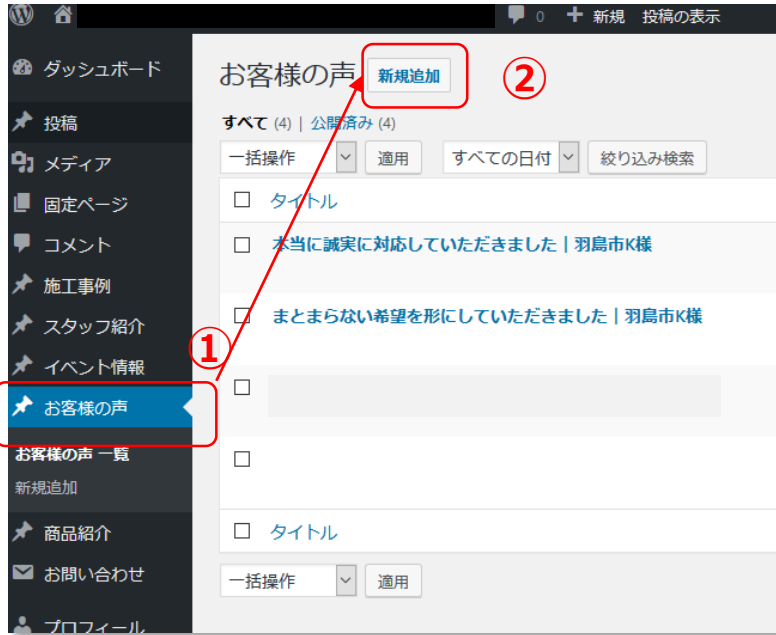 0 新規 投稿の表示
ダッシュボード
投稿
メディア
固定ページ
コメント
施工事例
スタッフ紹介
イベント情報
お客様の声
お客様の声 一覧
新規追加
商品紹介
お問い合わせ
プロフィール
①
お客様の声 新規追加 ②
すべて (4) | 公開済み (4)
一括操作 適用 すべての日付 絞り込み検索
タイトル
本当に誠実に対応していただきました｜羽島市K様
まとまらない希望を形にしていただきました｜羽島市K様
タイトル
一括操作 適用